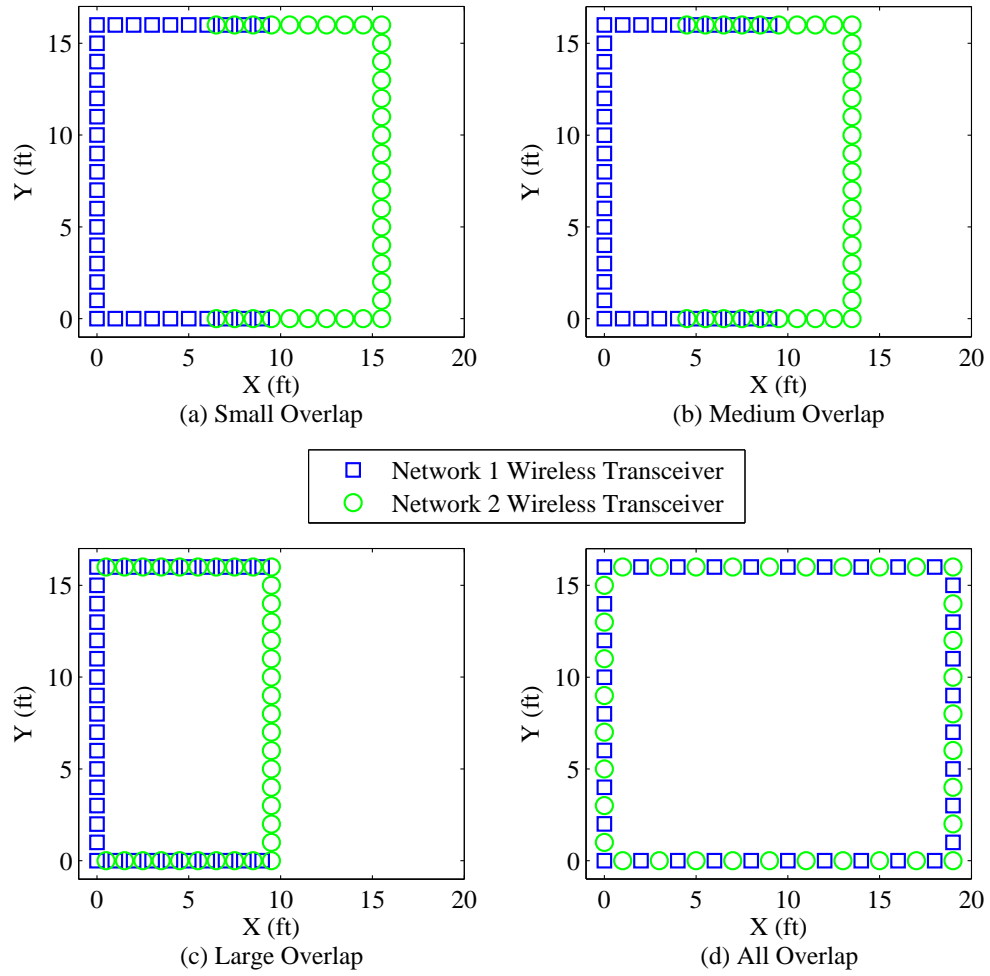 15
10
5
0
Y (ft)
0 5 10 15 20
X (ft)
(a) Small Overlap
15
10
5
0
Y (ft)
0 5 10 15 20
X (ft)
(b) Medium Overlap
Network 1 Wireless Transceiver
Network 2 Wireless Transceiver
15
10
5
0
Y (ft)
0 5 10 15 20
X (ft)
(c) Large Overlap
15
10
5
0
Y (ft)
0 5 10 15 20
X (ft)
(d) All Overlap